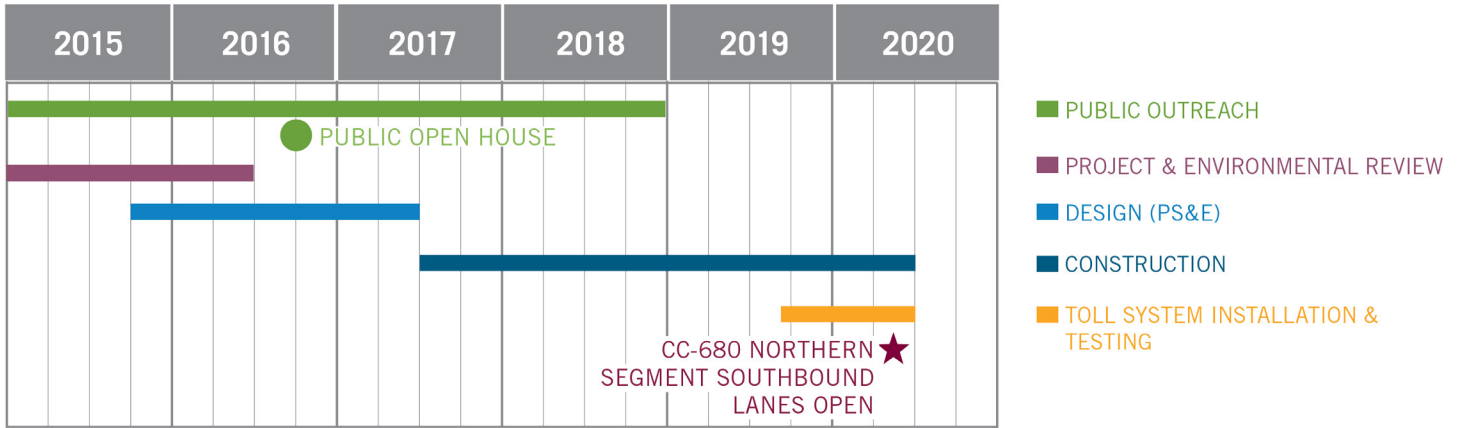 2015 2016 2017 2018 2019 2020
PUBLIC OPEN HOUSE
CC-680 NORTHERN
SEGMENT SOUTHBOUND
LANES OPEN
PUBLIC OUTREACH
PROJECT & ENVIRONMENTAL REVIEW
DESIGN (PS&E)
CONSTRUCTION
TOLL SYSTEM INSTALLATION &
TESTING